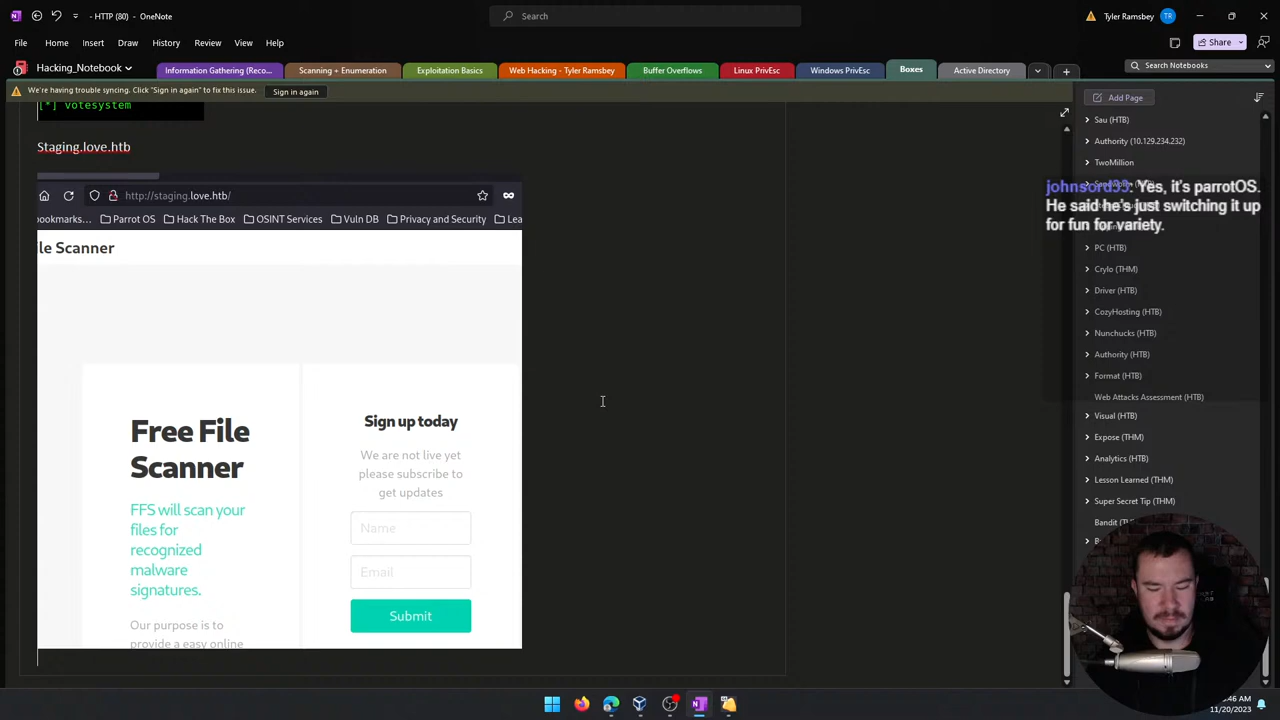 - HTTP (80) - OneNote
Search
Tyler Ramsbey
TR
File
Home
Insert
Draw
History
Review
View
Help
Share
Hacking_Notebook
Information Gathering (Reco...
Scanning + Enumeration
Exploitation Basics
Web Hacking - Tyler Ramsbey
Buffer Overflows
Linux PrivEsc
Windows PrivEsc
Boxes
Active Directory
Search Notebooks
We're having trouble syncing. Click "Sign in again" to fix this issue.
Sign in again
[*] votesystem
Staging.love.htb
http://staging.love.htb/
ookmarks...
Parrot OS
Hack The Box
OSINT Services
Vuln DB
Privacy and Security
Lea
le Scanner
Free File
Scanner
FFS will scan your
files for
recognized
malware
signatures.
Our purpose is to
provide a easy online
Sign up today
We are not live yet
please subscribe to
get updates
Name
Email
Submit
Add Page
Sau (HTB)
Authority (10.129.234.232)
TwoMillion
johnsord33: Yes, it's parrotOS.
He said he's just switching it up
for fun for variety.
PC (HTB)
Crylo (THM)
Driver (HTB)
CozyHosting (HTB)
Nunchucks (HTB)
Authority (HTB)
Format (HTB)
Web Attacks Assessment (HTB)
Visual (HTB)
Expose (THM)
Analytics (HTB)
Lesson Learned (THM)
Super Secret Tip (THM)
Bandit
:46 AM
11/20/2023